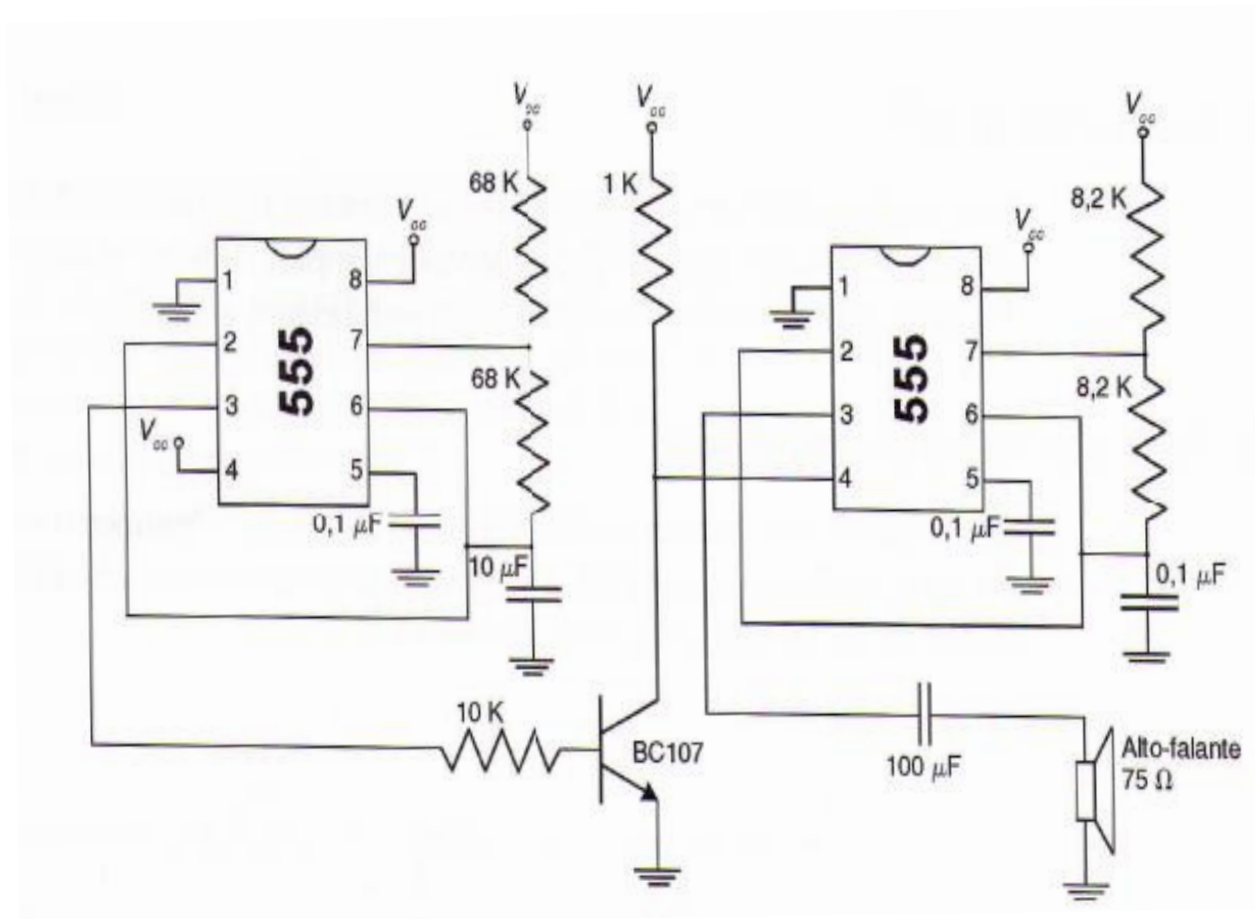 Vcc
Vcc
Vcc
68 K
1 K
8,2 K
Vcc
Vcc
1
8
1
8
2
7
2
7
555
555
68 K
8,2 K
3
6
3
6
Vcc
4
5
4
5
0,1 µF
0,1 µF
10 µF
0,1 µF
10 K
BC107
100 µF
Alto-falante
75 Ω